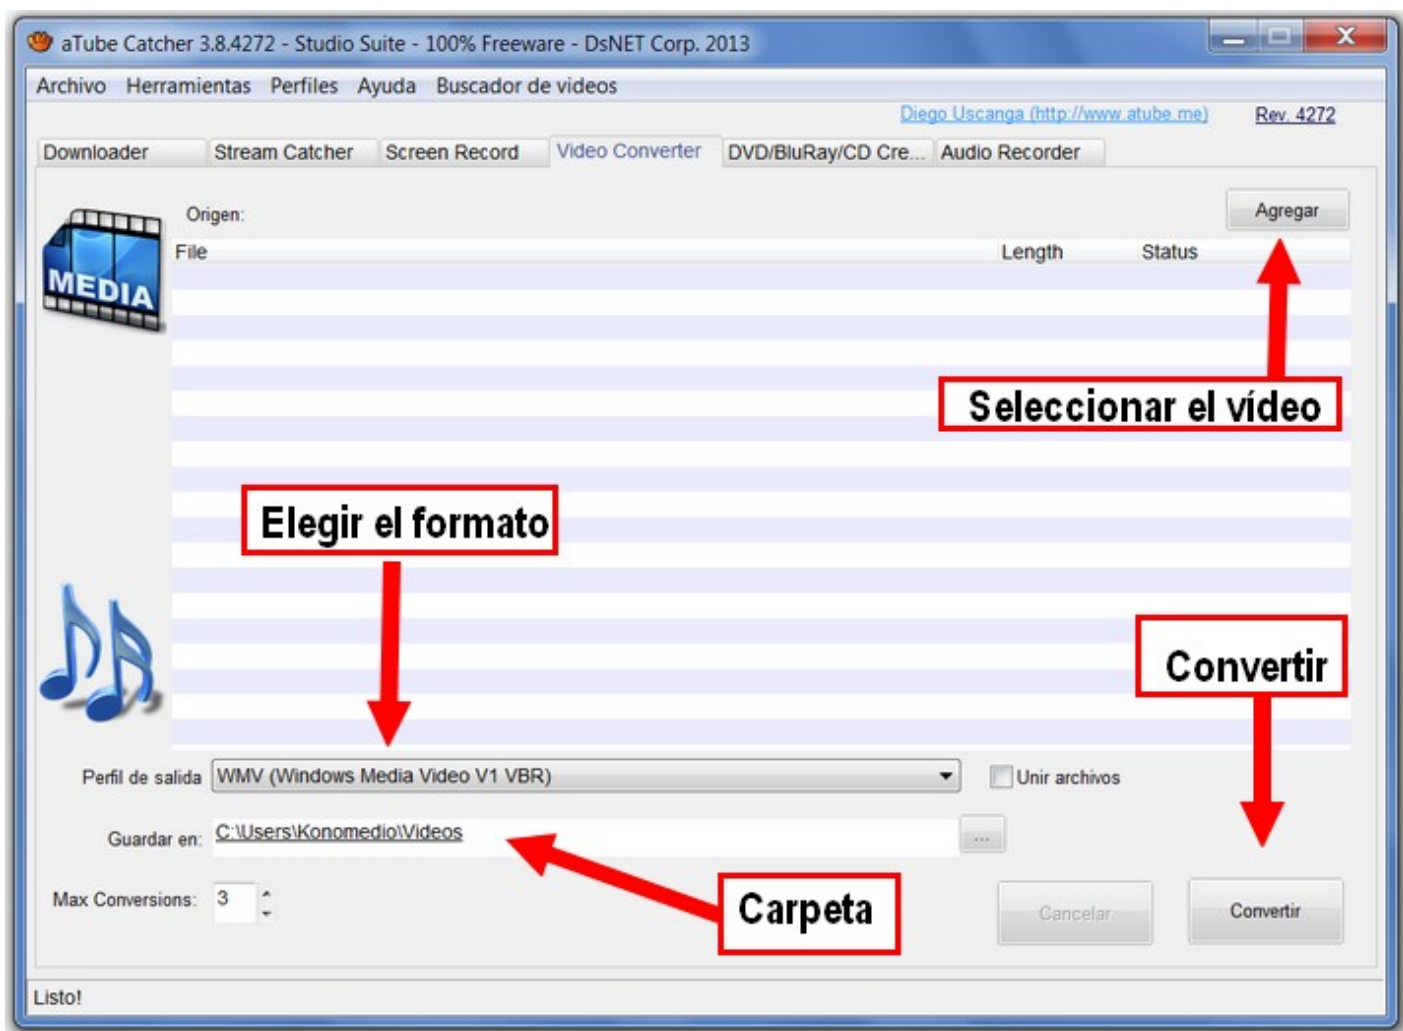 aTube Catcher 3.8.4272 - Studio Suite - 100% Freeware - DsNET Corp. 2013
Archivo Herramientas Perfiles Ayuda Buscador de videos
Diego Uscanga (http://www.atube.me) Rev. 4272
Downloader Stream Catcher Screen Record Video Converter DVD/BluRay/CD Cre... Audio Recorder
Origen: Agregar
File Length Status
MEDIA
Seleccionar el vídeo
Elegir el formato
Convertir
Perfil de salida WMV (Windows Media Video V1 VBR) Unir archivos
Guardar en: C:\Users\Konomedio\Videos ...
Max Conversions: 3
Carpeta
Cancelar Convertir
Listo!